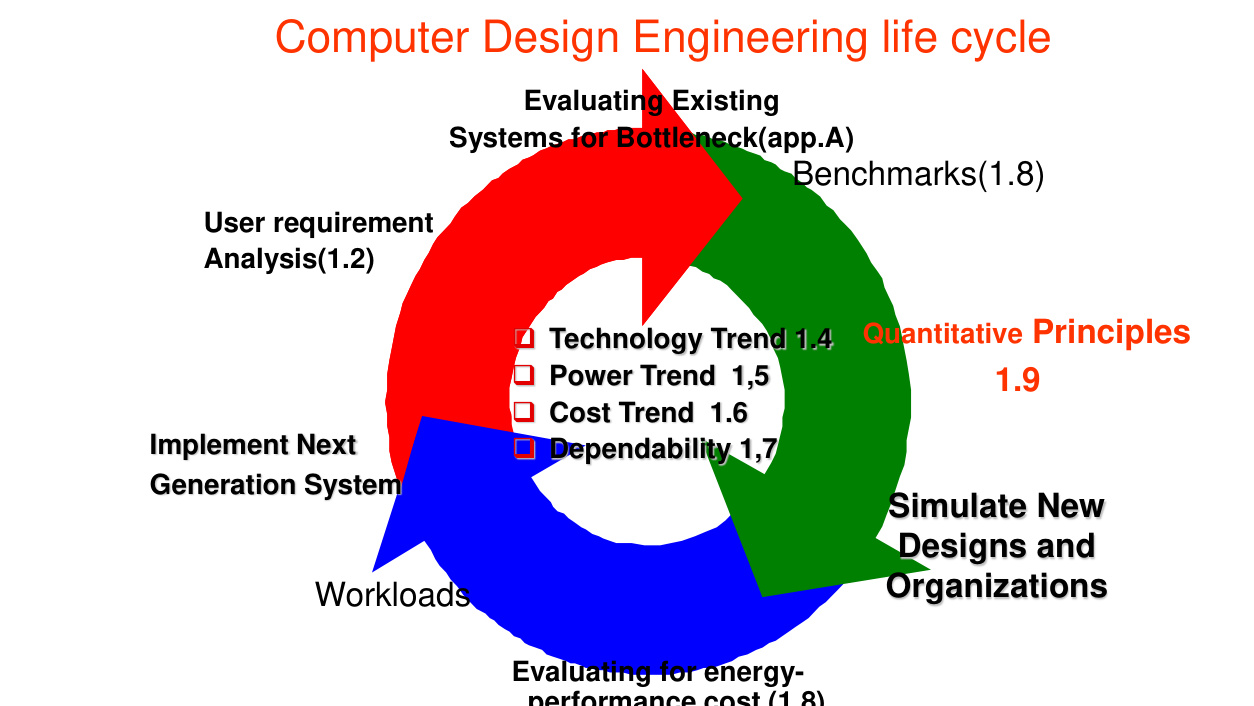 Computer Design Engineering life cycle
Evaluating Existing
Systems for Bottleneck(app.A)
Benchmarks(1.8)
User requirement
Analysis(1.2)
Technology Trend 1.4
Power Trend 1,5
Cost Trend 1.6
Dependability 1,7
Quantitative Principles
1.9
Implement Next
Generation System
Simulate New
Designs and
Organizations
Workloads
Evaluating for energy-
performance cost (1.8)